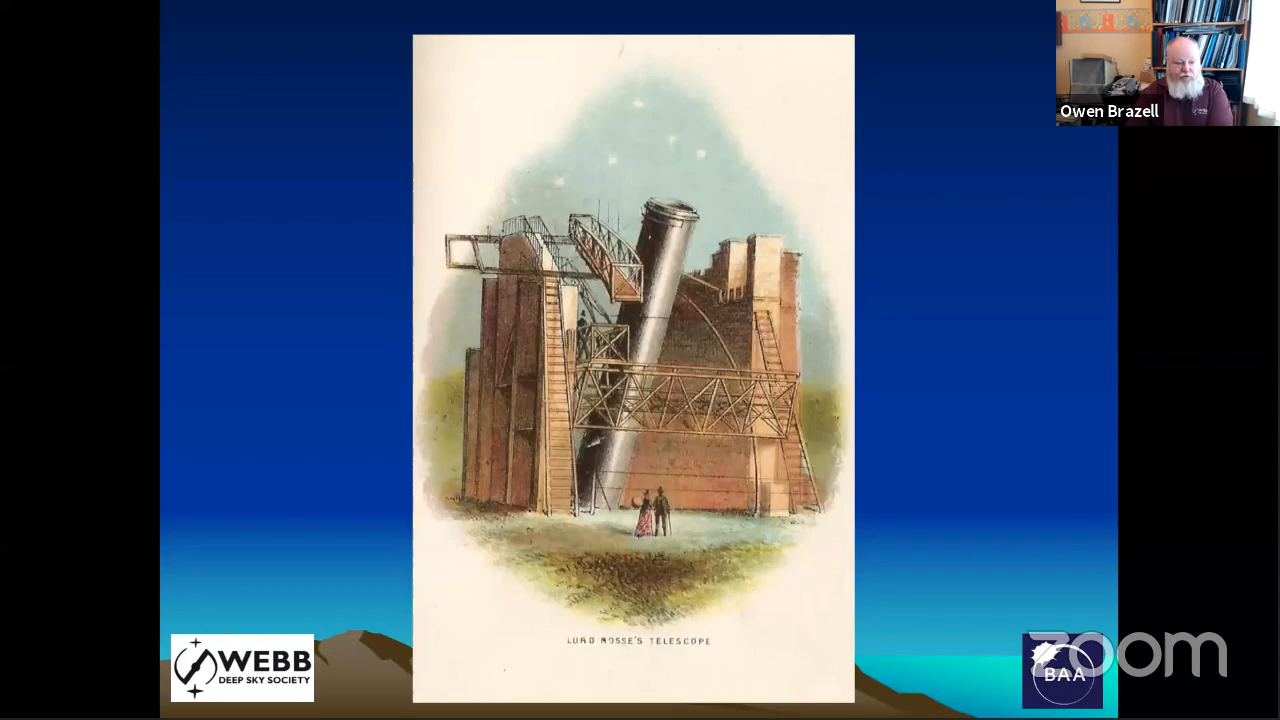 Owen Brazell
LORD ROSSE'S TELESCOPE
WEBB
DEEP SKY SOCIETY
BAA
zoom